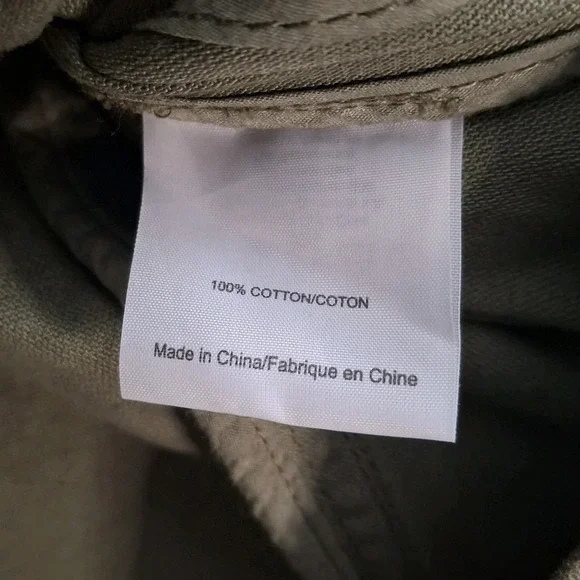 100% COTTON/COTON
Made in China/Fabrique en Chine